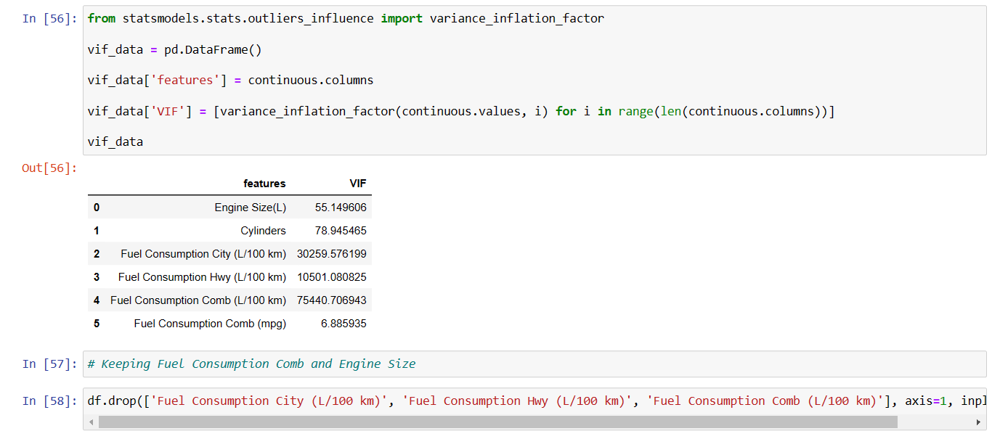 In [56]: from statsmodels.stats.outliers_influence import variance_inflation_factor
vif_data = pd.DataFrame()
vif_data['features'] = continuous.columns
vif_data['VIF'] = [variance_inflation_factor(continuous.values, i) for i in range(len(continuous.columns))]
vif_data
Out[56]:
features VIF
0 Engine Size(L) 55.149606
1 Cylinders 78.945465
2 Fuel Consumption City (L/100 km) 30259.576199
3 Fuel Consumption Hwy (L/100 km) 10501.080825
4 Fuel Consumption Comb (L/100 km) 75440.706943
5 Fuel Consumption Comb (mpg) 6.885935
In [57]: # Keeping Fuel Consumption Comb and Engine Size
In [58]: df.drop(['Fuel Consumption City (L/100 km)', 'Fuel Consumption Hwy (L/100 km)', 'Fuel Consumption Comb (L/100 km)'], axis=1, inpl